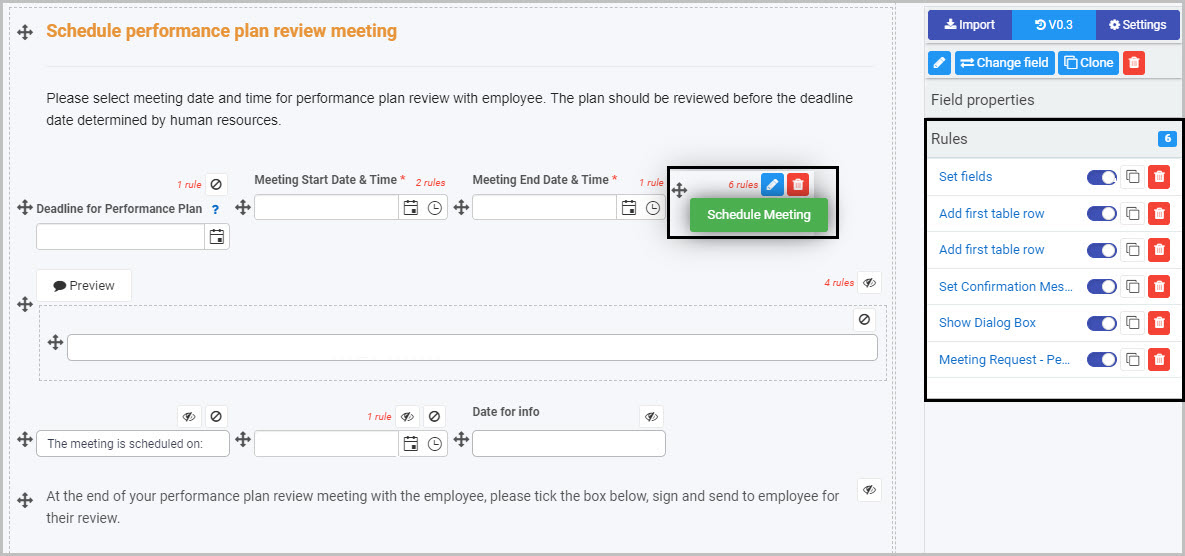 Schedule performance plan review meeting
Import
V0.3
Settings
Change field
Clone
Please select meeting date and time for performance plan review with employee. The plan should be reviewed before the deadline
date determined by human resources.
Field properties
Rules
6
1 rule
Deadline for Performance Plan ?
Meeting Start Date & Time *
2 rules
Meeting End Date & Time *
1 rule
6 rules
Schedule Meeting
Set fields
Add first table row
Add first table row
Set Confirmation Mes...
Show Dialog Box
Meeting Request - Pe...
Preview
4 rules
1 rule
Date for info
The meeting is scheduled on:
At the end of your performance plan review meeting with the employee, please tick the box below, sign and send to employee for
their review.